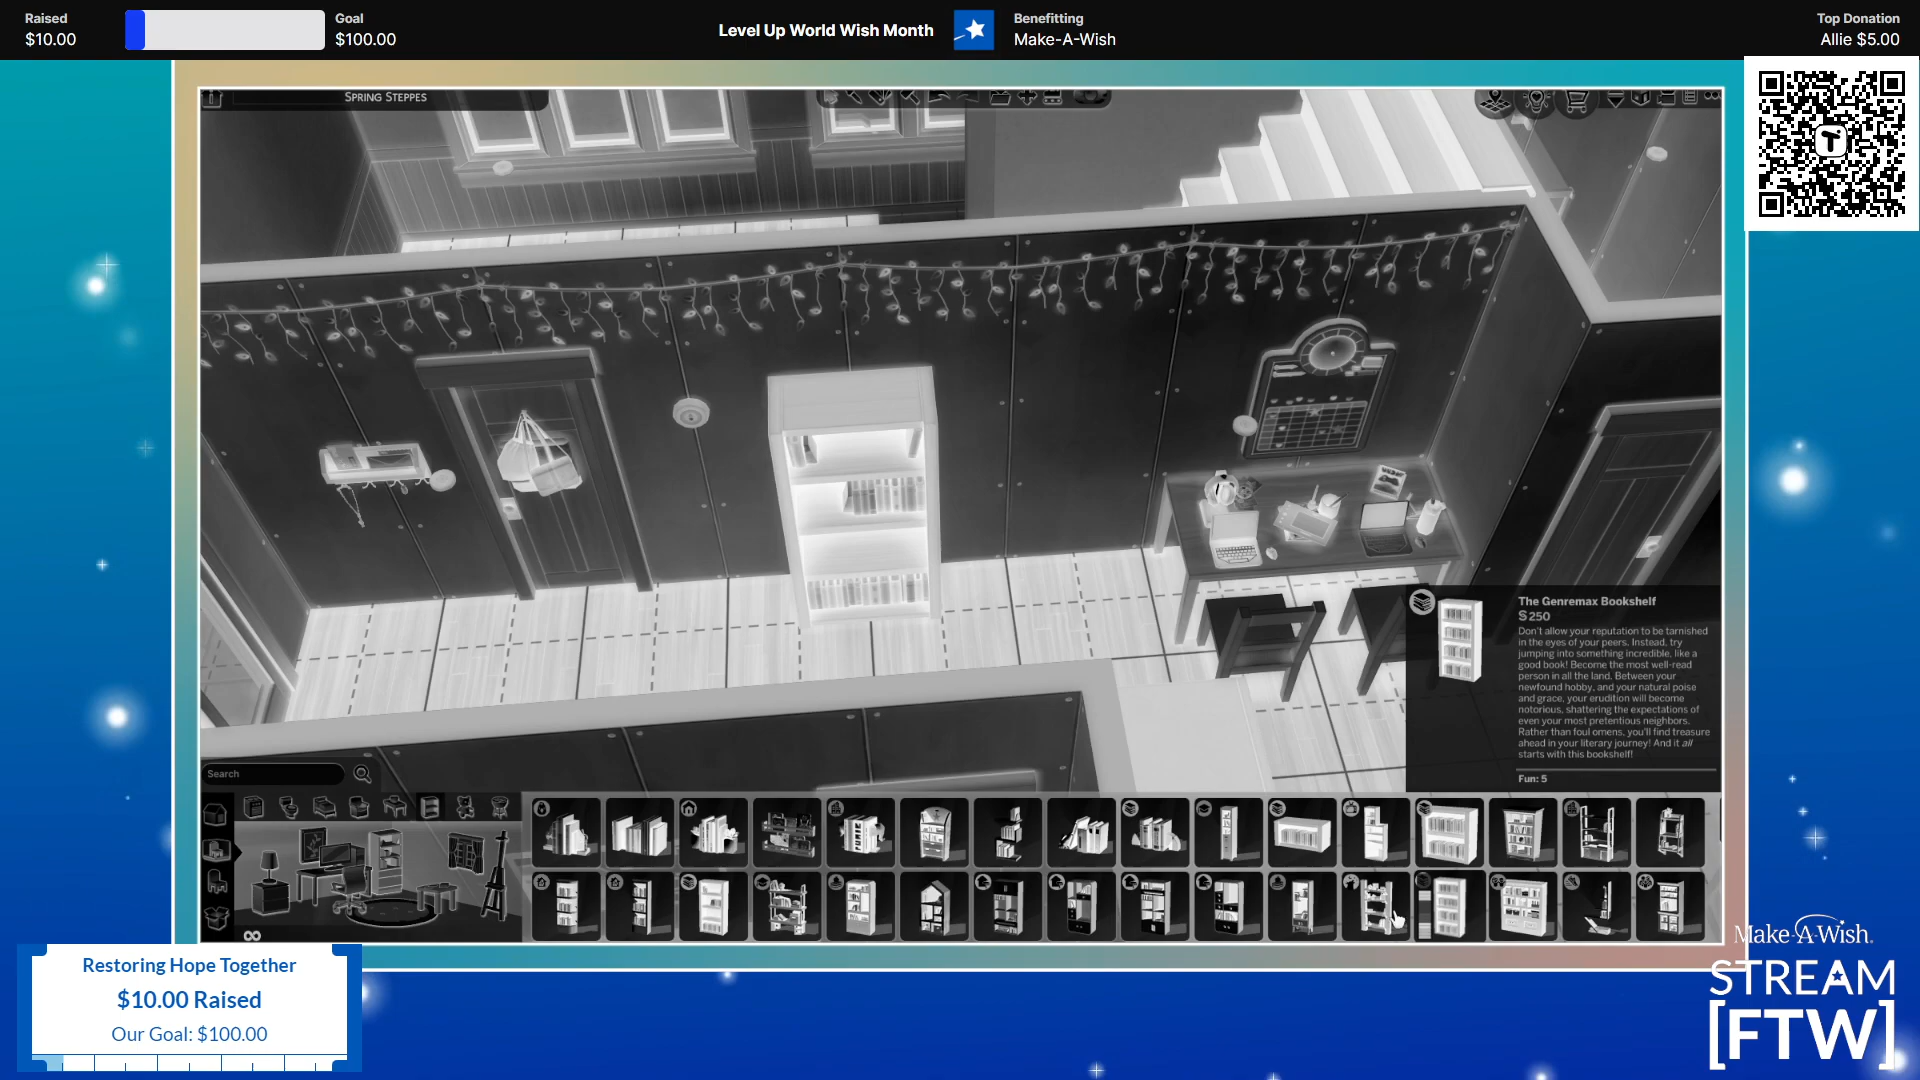 Raised
$10.00
Goal
$100.00
Level Up World Wish Month
Benefitting
Make-A-Wish
Top Donation
Allie $5.00
Spring Steppes
The Genremax Bookshelf
§250
Don't allow your reputation to be tarnished
in the eyes of your peers. Instead, try
jumping into something incredible, like a
good book! Become the most well-read
person in all the land. Between your
newfound hobby, and your natural poise
and grace, your erudition will become
notorious, shattering the expectations of
even your most pretentious neighbors.
Rather than foul omens, you'll find treasure
ahead in your literary journey! And it all
starts with this bookshelf!
Fun: 5
Search
Restoring Hope Together
$10.00 Raised
Our Goal: $100.00
Make-A-Wish.
STREAM
[FTW]